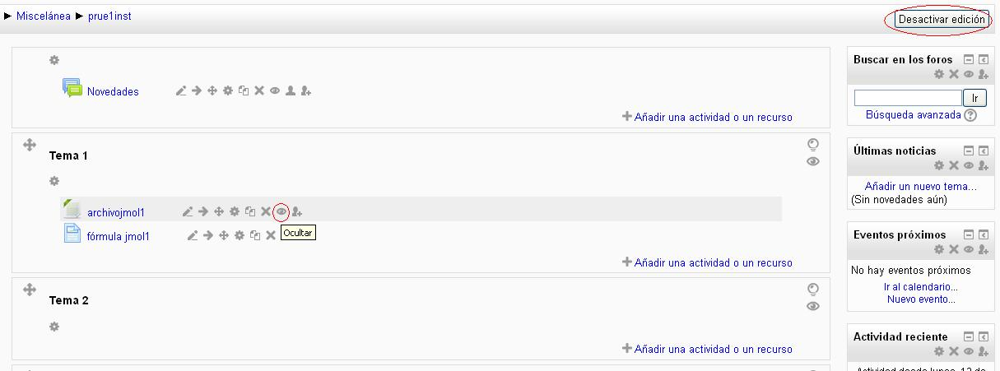 Miscelánea prue1inst
Desactivar edición
Novedades
Añadir una actividad o un recurso
Tema 1
archivojmol1
Ocultar
fórmula jmol1
Añadir una actividad o un recurso
Tema 2
Añadir una actividad o un recurso
Buscar en los foros
Ir
Búsqueda avanzada ?
Últimas noticias
Añadir un nuevo tema...
(Sin novedades aún)
Eventos próximos
No hay eventos próximos
Ir al calendario...
Nuevo evento...
Actividad reciente
Actividad desde lunes, 12 de